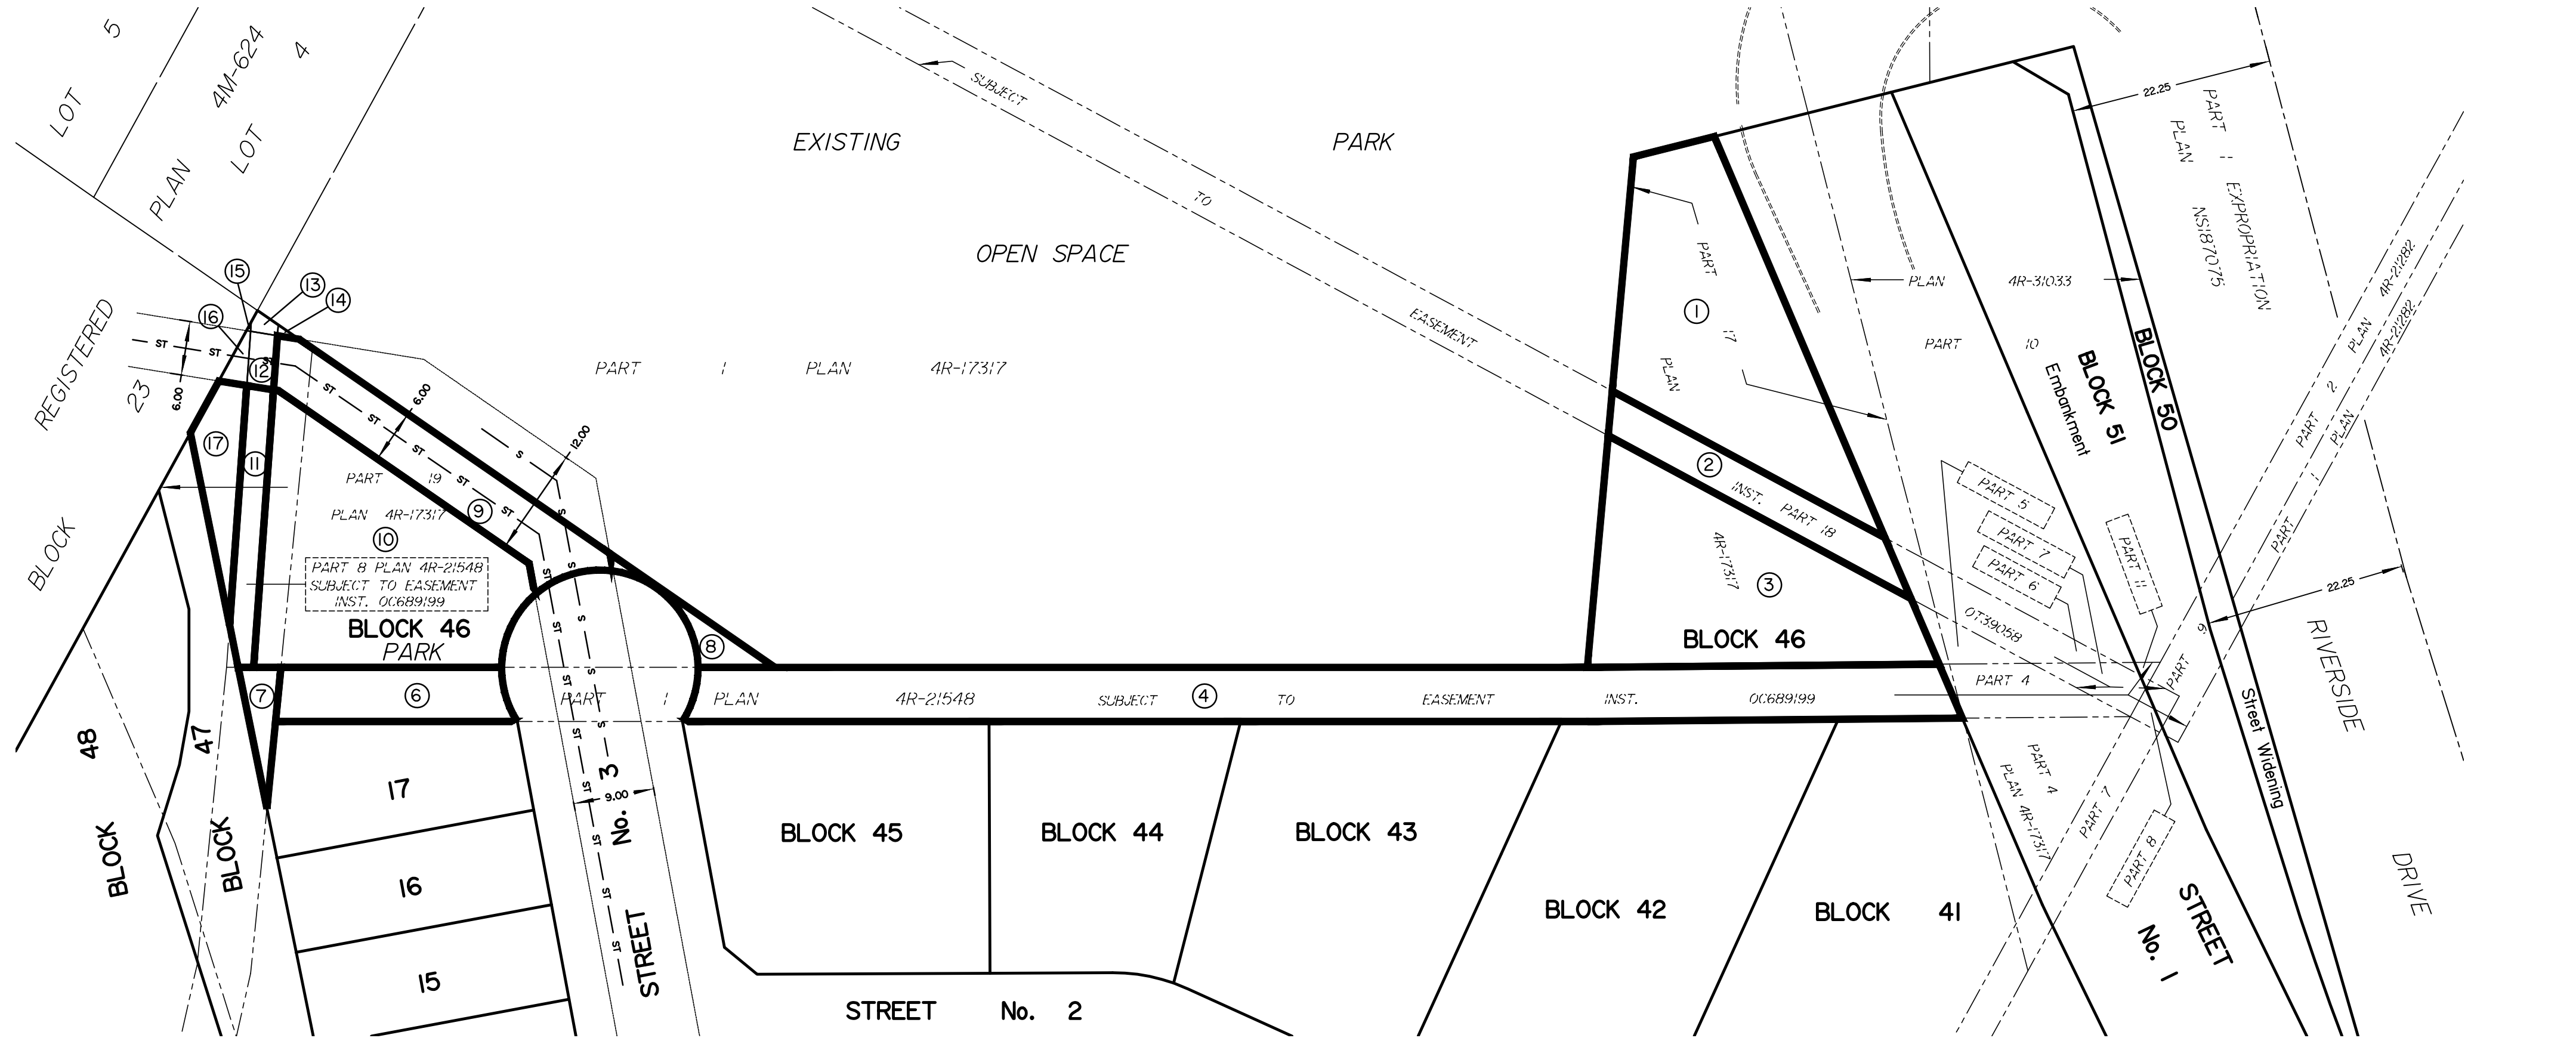 LOT 5
PLAN 4M-624
LOT 4
REGISTERED
BLOCK 23
EXISTING PARK
OPEN SPACE
SUBJECT TO EASEMENT
PART 1 PLAN 4R-17317
15
13
14
16
12
17
11
6.00
6.00
12.00
ST ST ST ST ST ST ST ST
S S S S S
PART 19
PLAN 4R-17317
9
10
PART 8 PLAN 4R-21548
SUBJECT TO EASEMENT
INST. OC689199
BLOCK 46
PARK
8
7
6
PART 1 PLAN 4R-21548 SUBJECT 4 TO EASEMENT INST. OC689199
PART 17
PLAN 4R-17317
1
2
INST. PART 18
3
BLOCK 46
PLAN 4R-31033
PART 10
BLOCK 51
Embankment
BLOCK 50
Street Widening
22.25
PART 1 EXPROPRIATION
PLAN NS187075
PART 2 PLAN 4R-21282
PART 1 PLAN 4R-21282
PART 5
PART 7
PART 6
PART 11
OT39058
PART 4
PART 9
22.25
RIVERSIDE DRIVE
PART 4
PLAN 4R-17317
PART 7
PART 8
STREET No. 1
BLOCK 48
BLOCK 47
17
16
15
9.00
STREET No. 3
BLOCK 45
BLOCK 44
BLOCK 43
BLOCK 42
BLOCK 41
STREET No. 2